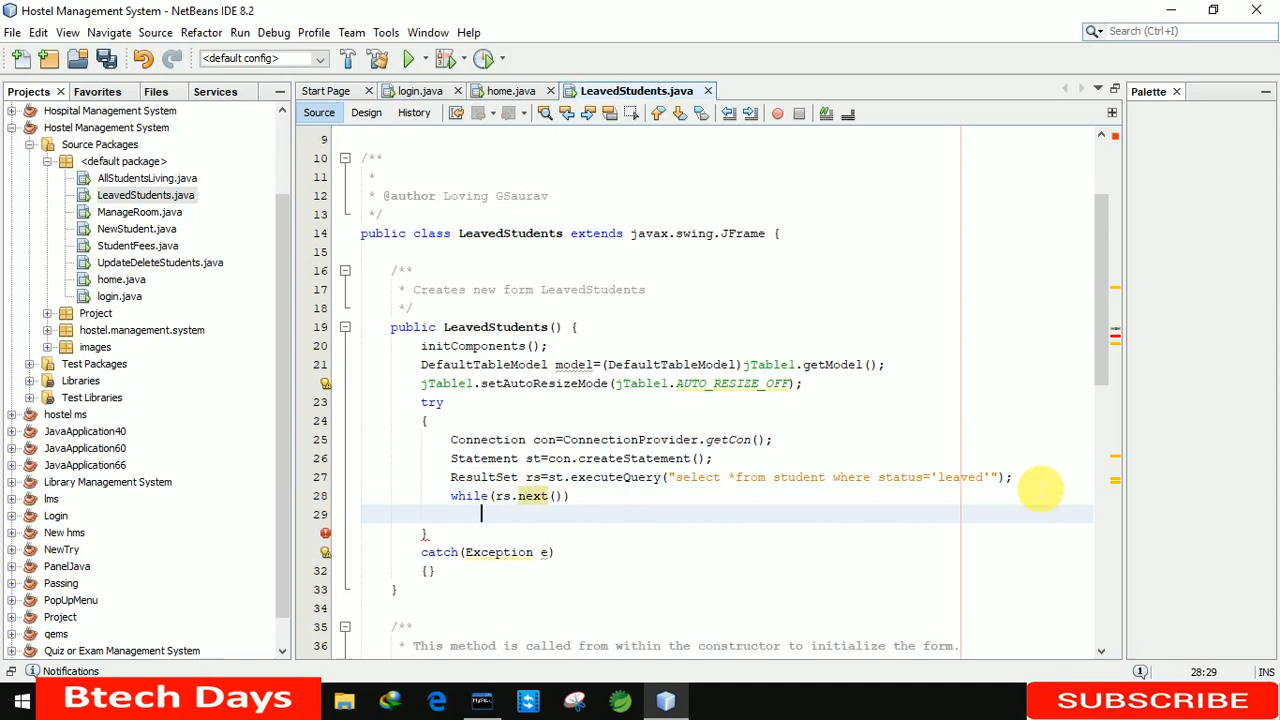 Hostel Management System - NetBeans IDE 8.2
File Edit View Navigate Source Refactor Run Debug Profile Team Tools Window Help
Search (Ctrl+I)
<default config>
Projects Favorites Files Services
Start Page login.java home.java LeavedStudents.java
Palette
Source Design History
Hospital Management System
Hostel Management System
Source Packages
<default package>
AllStudentsLiving.java
LeavedStudents.java
ManageRoom.java
NewStudent.java
StudentFees.java
UpdateDeleteStudents.java
home.java
login.java
Project
hostel.management.system
images
Test Packages
Libraries
Test Libraries
hostel ms
JavaApplication40
JavaApplication60
JavaApplication66
Library Management System
lms
Login
New hms
NewTry
PanelJava
Passing
PopUpMenu
Project
qems
Quiz or Exam Management System
9
10 /**
11 *
12 * @author Loving GSaurav
13 */
14 public class LeavedStudents extends javax.swing.JFrame {
15
16 /**
17 * Creates new form LeavedStudents
18 */
19 public LeavedStudents() {
20 initComponents();
21 DefaultTableModel model=(DefaultTableModel)jTable1.getModel();
jTable1.setAutoResizeMode(jTable1.AUTO_RESIZE_OFF);
23 try
24 {
25 Connection con=ConnectionProvider.getCon();
26 Statement st=con.createStatement();
27 ResultSet rs=st.executeQuery("select *from student where status='leaved'");
28 while(rs.next())
29
}
catch(Exception e)
32 {}
33 }
34
35 /**
36 * This method is called from within the constructor to initialize the form.
Notifications
28:29 INS
Btech Days
SUBSCRIBE